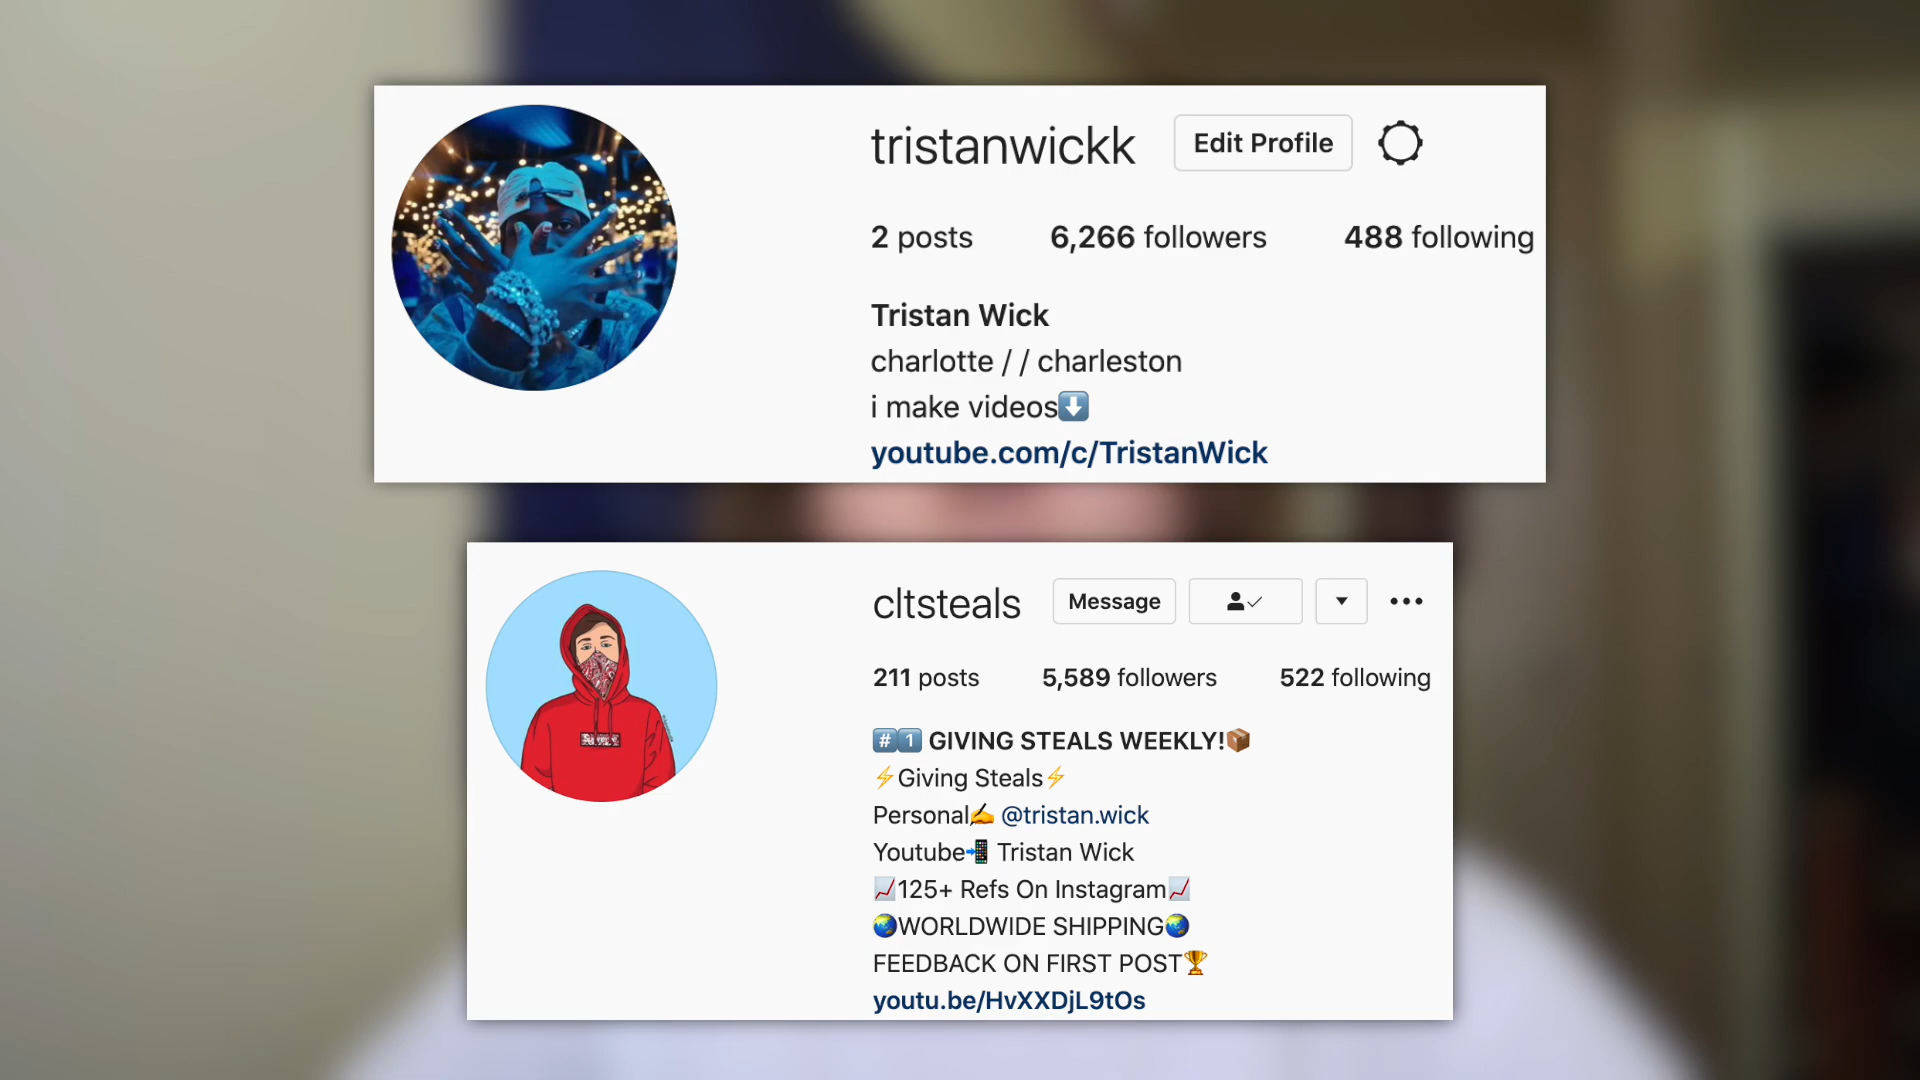 tristanwickk Edit Profile
2 posts 6,266 followers 488 following
Tristan Wick
charlotte / / charleston
i make videos⬇️
youtube.com/c/TristanWick
cltsteals Message
211 posts 5,589 followers 522 following
#️⃣1️⃣ GIVING STEALS WEEKLY!📦
⚡Giving Steals⚡
Personal✍️ @tristan.wick
Youtube📲 Tristan Wick
📈125+ Refs On Instagram📈
🌏WORLDWIDE SHIPPING🌏
FEEDBACK ON FIRST POST🏆
youtu.be/HvXXDjL9tOs